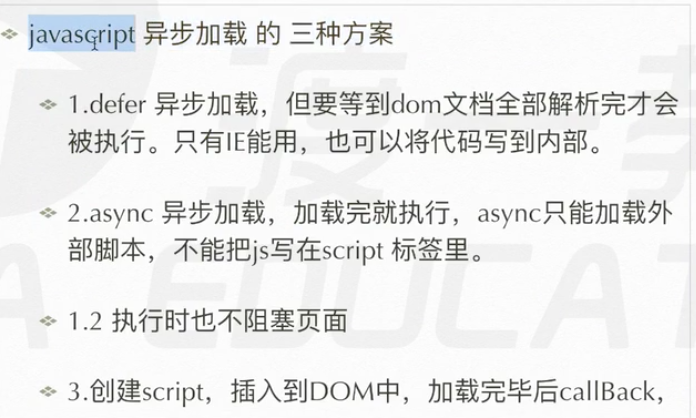 javascript 异步加载 的 三种方案
1.defer 异步加载，但要等到dom文档全部解析完才会
被执行。只有IE能用，也可以将代码写到内部。
2.async 异步加载，加载完就执行，async只能加载外
部脚本，不能把js写在script 标签里。
1.2 执行时也不阻塞页面
3.创建script，插入到DOM中，加载完毕后callBack，